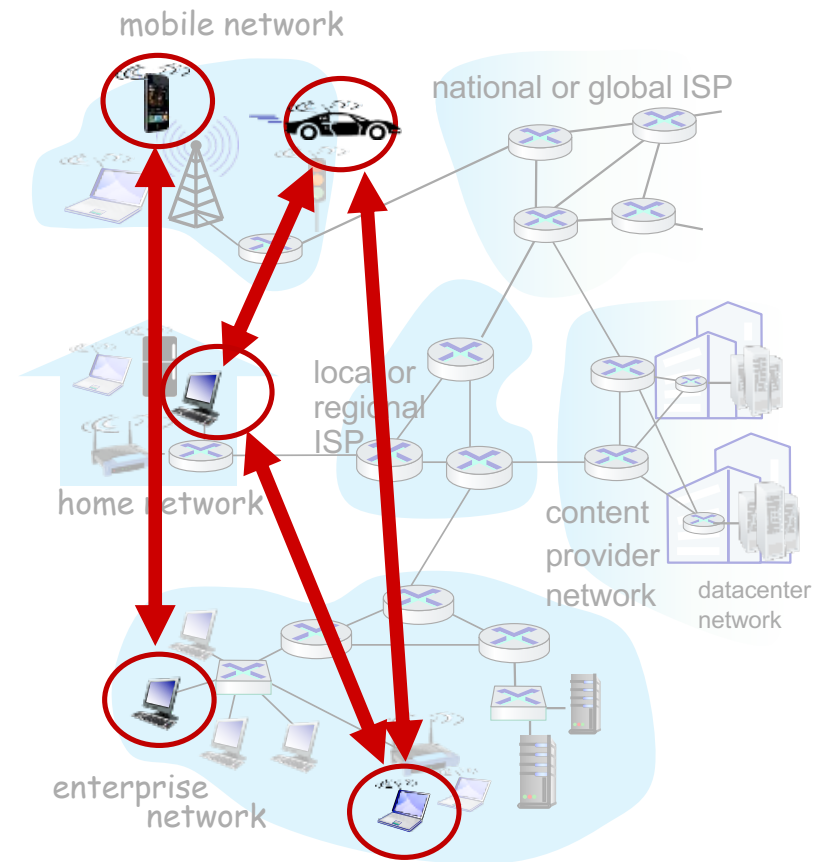 mobile network
national or global ISP
local or
regional
ISP
home network
content
provider
network
datacenter
network
enterprise
network